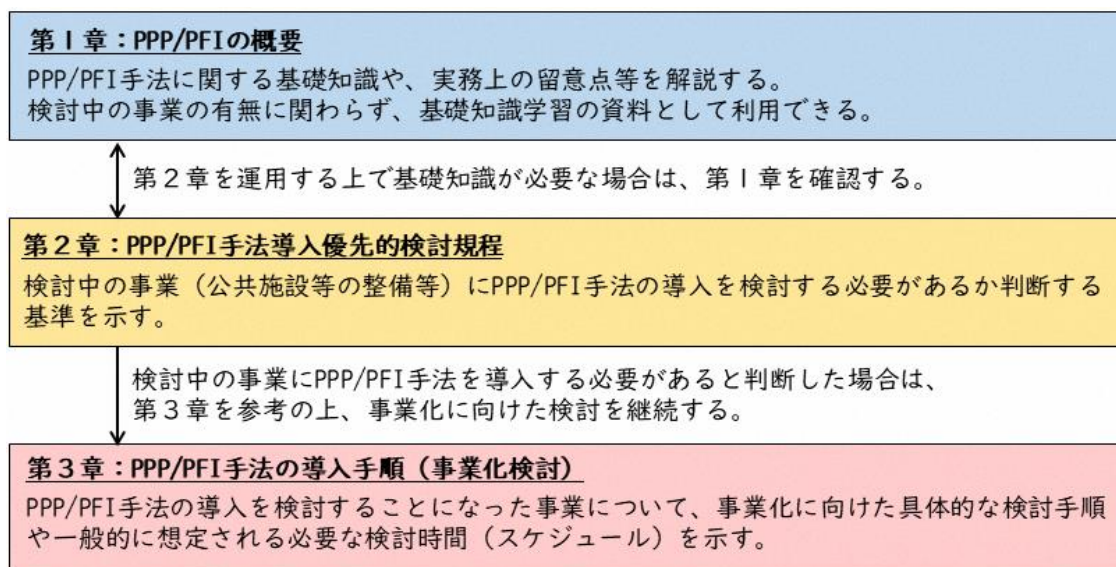 第1章：PPP/PFIの概要
PPP/PFI手法に関する基礎知識や、実務上の留意点等を解説する。
検討中の事業の有無に関わらず、基礎知識学習の資料として利用できる。
第2章を運用する上で基礎知識が必要な場合は、第1章を確認する。
第2章：PPP/PFI手法導入優先的検討規程
検討中の事業（公共施設等の整備等）にPPP/PFI手法の導入を検討する必要があるか判断する
基準を示す。
検討中の事業にPPP/PFI手法を導入する必要があると判断した場合は、
第3章を参考の上、事業化に向けた検討を継続する。
第3章：PPP/PFI手法の導入手順（事業化検討）
PPP/PFI手法の導入を検討することになった事業について、事業化に向けた具体的な検討手順
や一般的に想定される必要な検討時間（スケジュール）を示す。